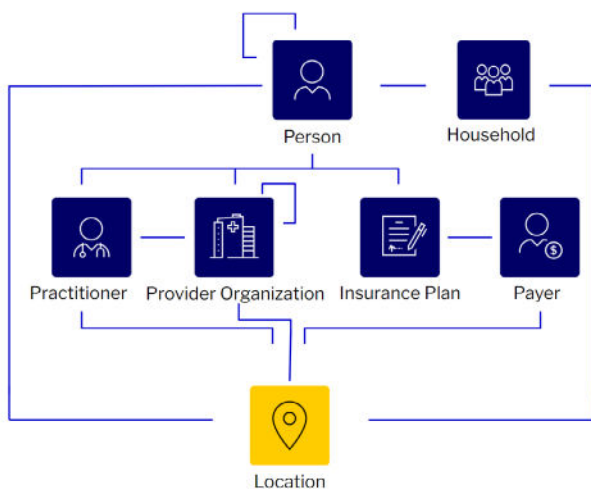 Person
Household
Practitioner
Provider Organization
Insurance Plan
Payer
$
Location